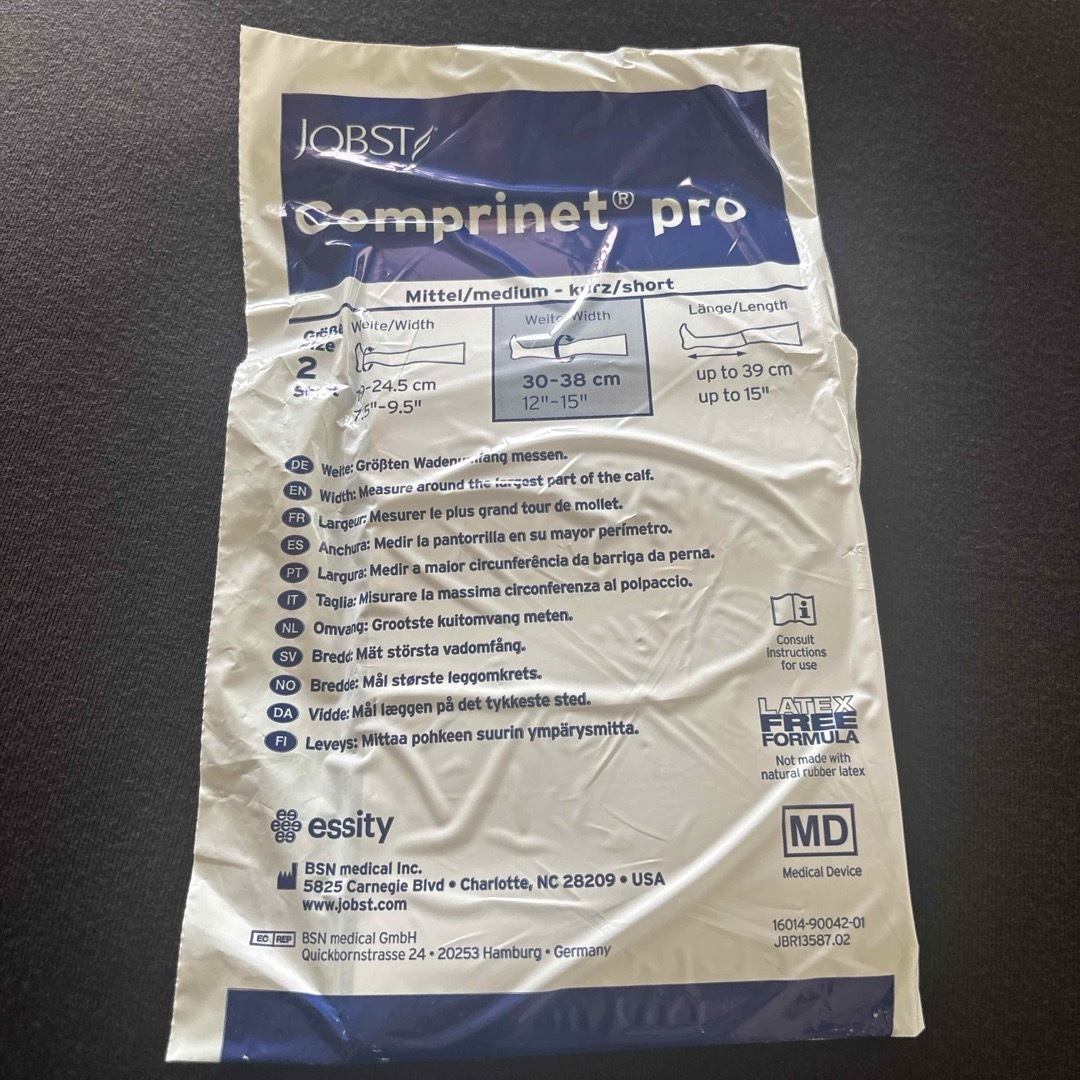 JOBST
Comprinet® pro
Mittel/medium - kurz/short
Größe
Size
2
Short
Weite/Width
19-24.5 cm
7.5"-9.5"
Weite/Width
30-38 cm
12"-15"
Länge/Length
up to 39 cm
up to 15"
DE Weite: Größten Wadenumfang messen.
EN Width: Measure around the largest part of the calf.
FR Largeur: Mesurer le plus grand tour de mollet.
ES Anchura: Medir la pantorrilla en su mayor perímetro.
PT Largura: Medir a maior circunferência da barriga da perna.
IT Taglia: Misurare la massima circonferenza al polpaccio.
NL Omvang: Grootste kuitomvang meten.
SV Bredd: Mät största vadomfång.
NO Bredde: Mål største leggomkrets.
DA Vidde: Mål læggen på det tykkeste sted.
FI Leveys: Mittaa pohkeen suurin ympärysmitta.
Consult
Instructions
for use
LATEX
FREE
FORMULA
Not made with
natural rubber latex
essity
MD
Medical Device
BSN medical Inc.
5825 Carnegie Blvd • Charlotte, NC 28209 • USA
www.jobst.com
EC REP BSN medical GmbH
Quickbornstrasse 24 • 20253 Hamburg • Germany
16014-90042-01
JBR13587.02